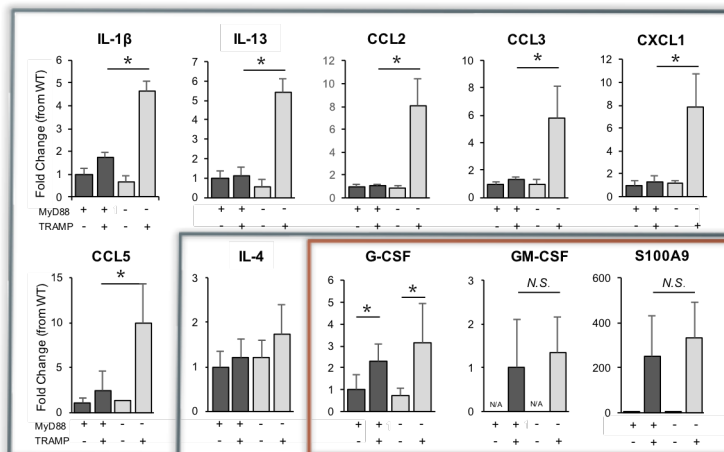 IL-1β IL-13 CCL2 CCL3 CXCL1
Fold Change (from WT)
6 5 4 3 2 1 0
*
7 6 5 4 3 2 1 0
*
12 10 8 6 4 2 0
*
10 8 6 4 2 0
*
12 10 8 6 4 2 0
*
MyD88 + + - - + + - - + + - - + + - - + + - -
TRAMP - + - + - + - + - + - + - + - + - + - +
CCL5 IL-4 G-CSF GM-CSF S100A9
Fold Change (from WT)
15 10 5 0
*
3 2 1 0
6 5 4 3 2 1 0
* *
3 2 1 0
N.S.
N/A N/A
600 400 200 0
N.S.
MyD88 + + - - + + - - + + - - + + - - + + - -
TRAMP - + - + - + - + - + - + - + - + - + - +